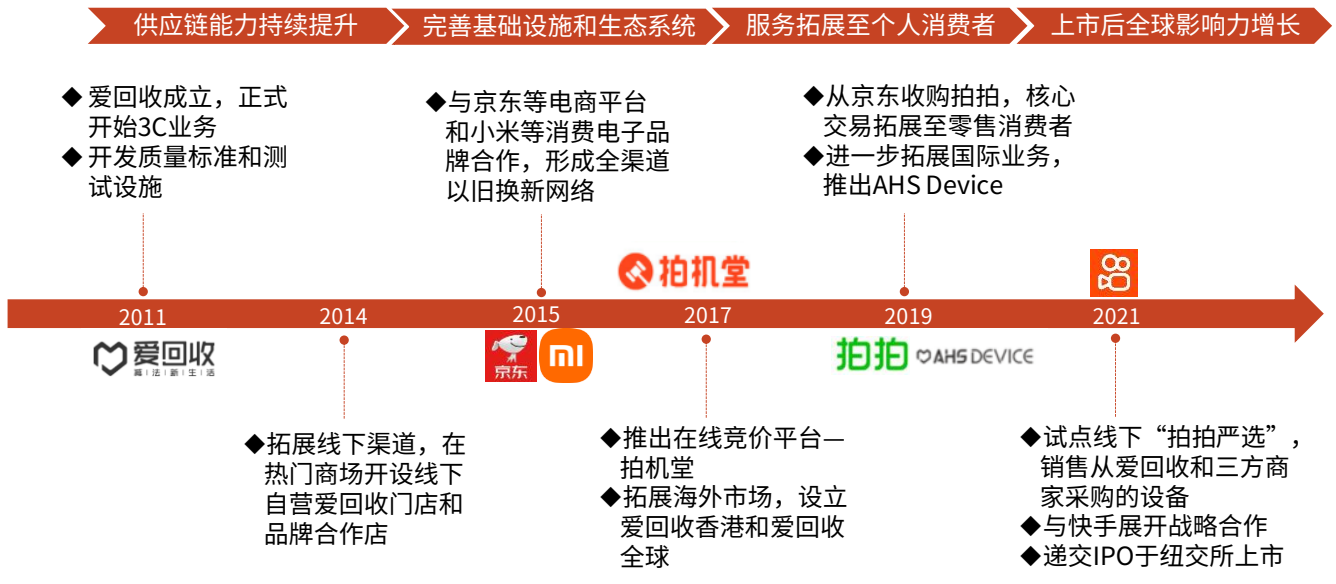 供应链能力持续提升
完善基础设施和生态系统
服务拓展至个人消费者
上市后全球影响力增长
◆ 爱回收成立，正式
开始3C业务
◆ 开发质量标准和测
试设施
◆与京东等电商平台
和小米等消费电子品
牌合作，形成全渠道
以旧换新网络
◆从京东收购拍拍，核心
交易拓展至零售消费者
◆进一步拓展国际业务，
推出AHS Device
拍机堂
2011
2014
2015
2017
2019
2021
爱回收
减法新生活
京东
mi
拍拍
AHS DEVICE
◆拓展线下渠道，在
热门商场开设线下
自营爱回收门店和
品牌合作店
◆推出在线竞价平台—
拍机堂
◆拓展海外市场，设立
爱回收香港和爱回收
全球
◆试点线下“拍拍严选”，
销售从爱回收和三方商
家采购的设备
◆与快手展开战略合作
◆递交IPO于纽交所上市